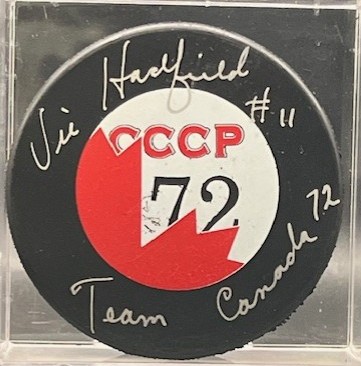 Vic Hadfield
#11
CCCP
72
Team Canada 72